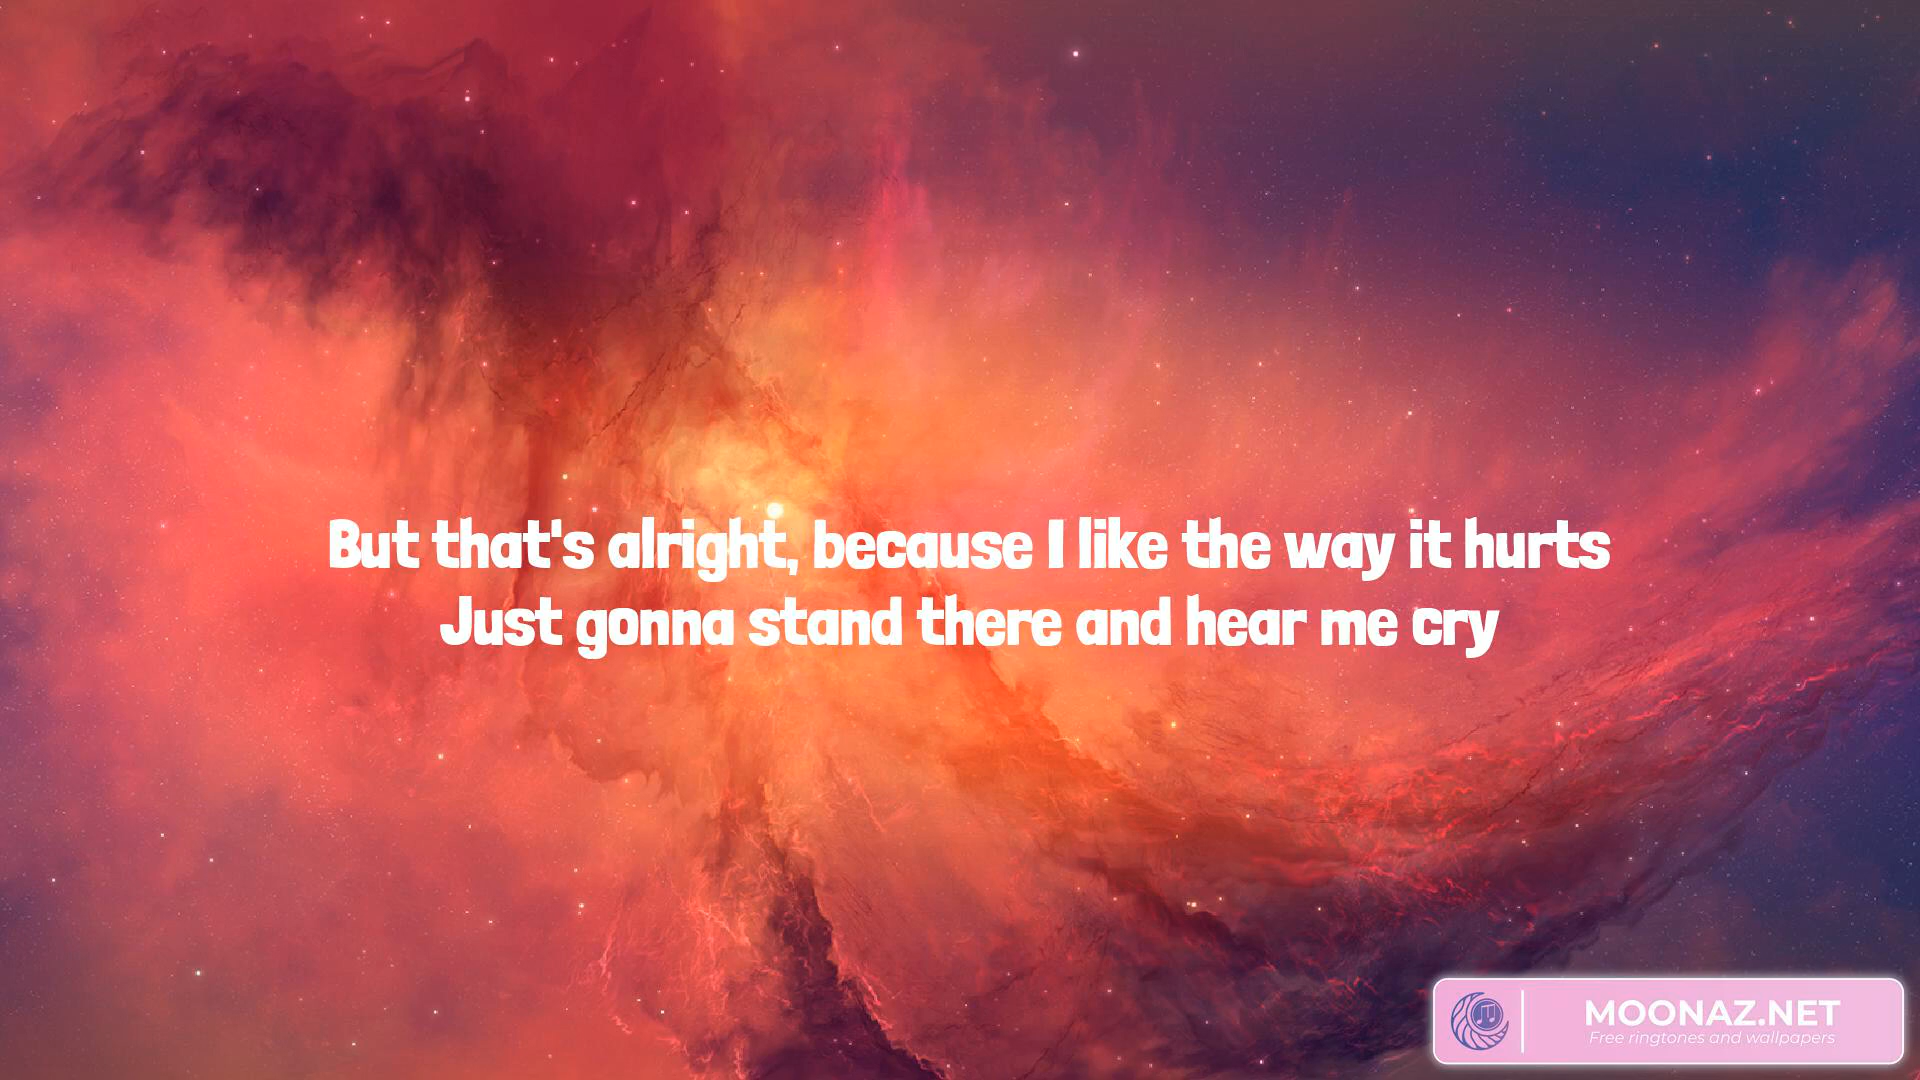 But that's alright, because I like the way it hurts
Just gonna stand there and hear me cry
MOONAZ.NET
Free ringtones and wallpapers